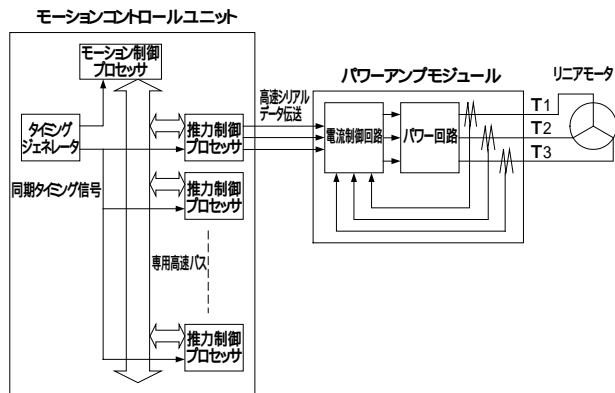 モーションコントロールユニット
モーション制御
プロセッサ
タイミング
ジェネレータ
同期タイミング信号
推力制御
プロセッサ
推力制御
プロセッサ
専用高速バス
推力制御
プロセッサ
高速シリアル
データ伝送
パワーアンプモジュール
電流制御回路
パワー回路
リニアモータ
T1
T2
T3